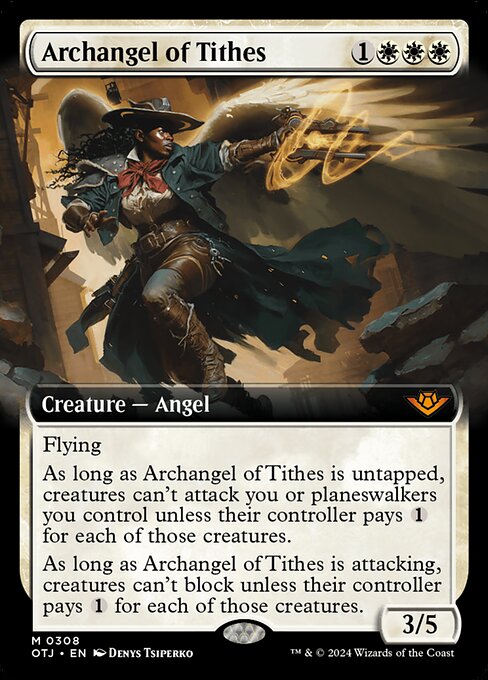 Archangel of Tithes 1
Creature — Angel
Flying
As long as Archangel of Tithes is untapped,
creatures can't attack you or planeswalkers
you control unless their controller pays 1
for each of those creatures.
As long as Archangel of Tithes is attacking,
creatures can't block unless their controller
pays 1 for each of those creatures.
3/5
M 0308
OTJ • EN Denys Tsiperko
™ & © 2024 Wizards of the Coast